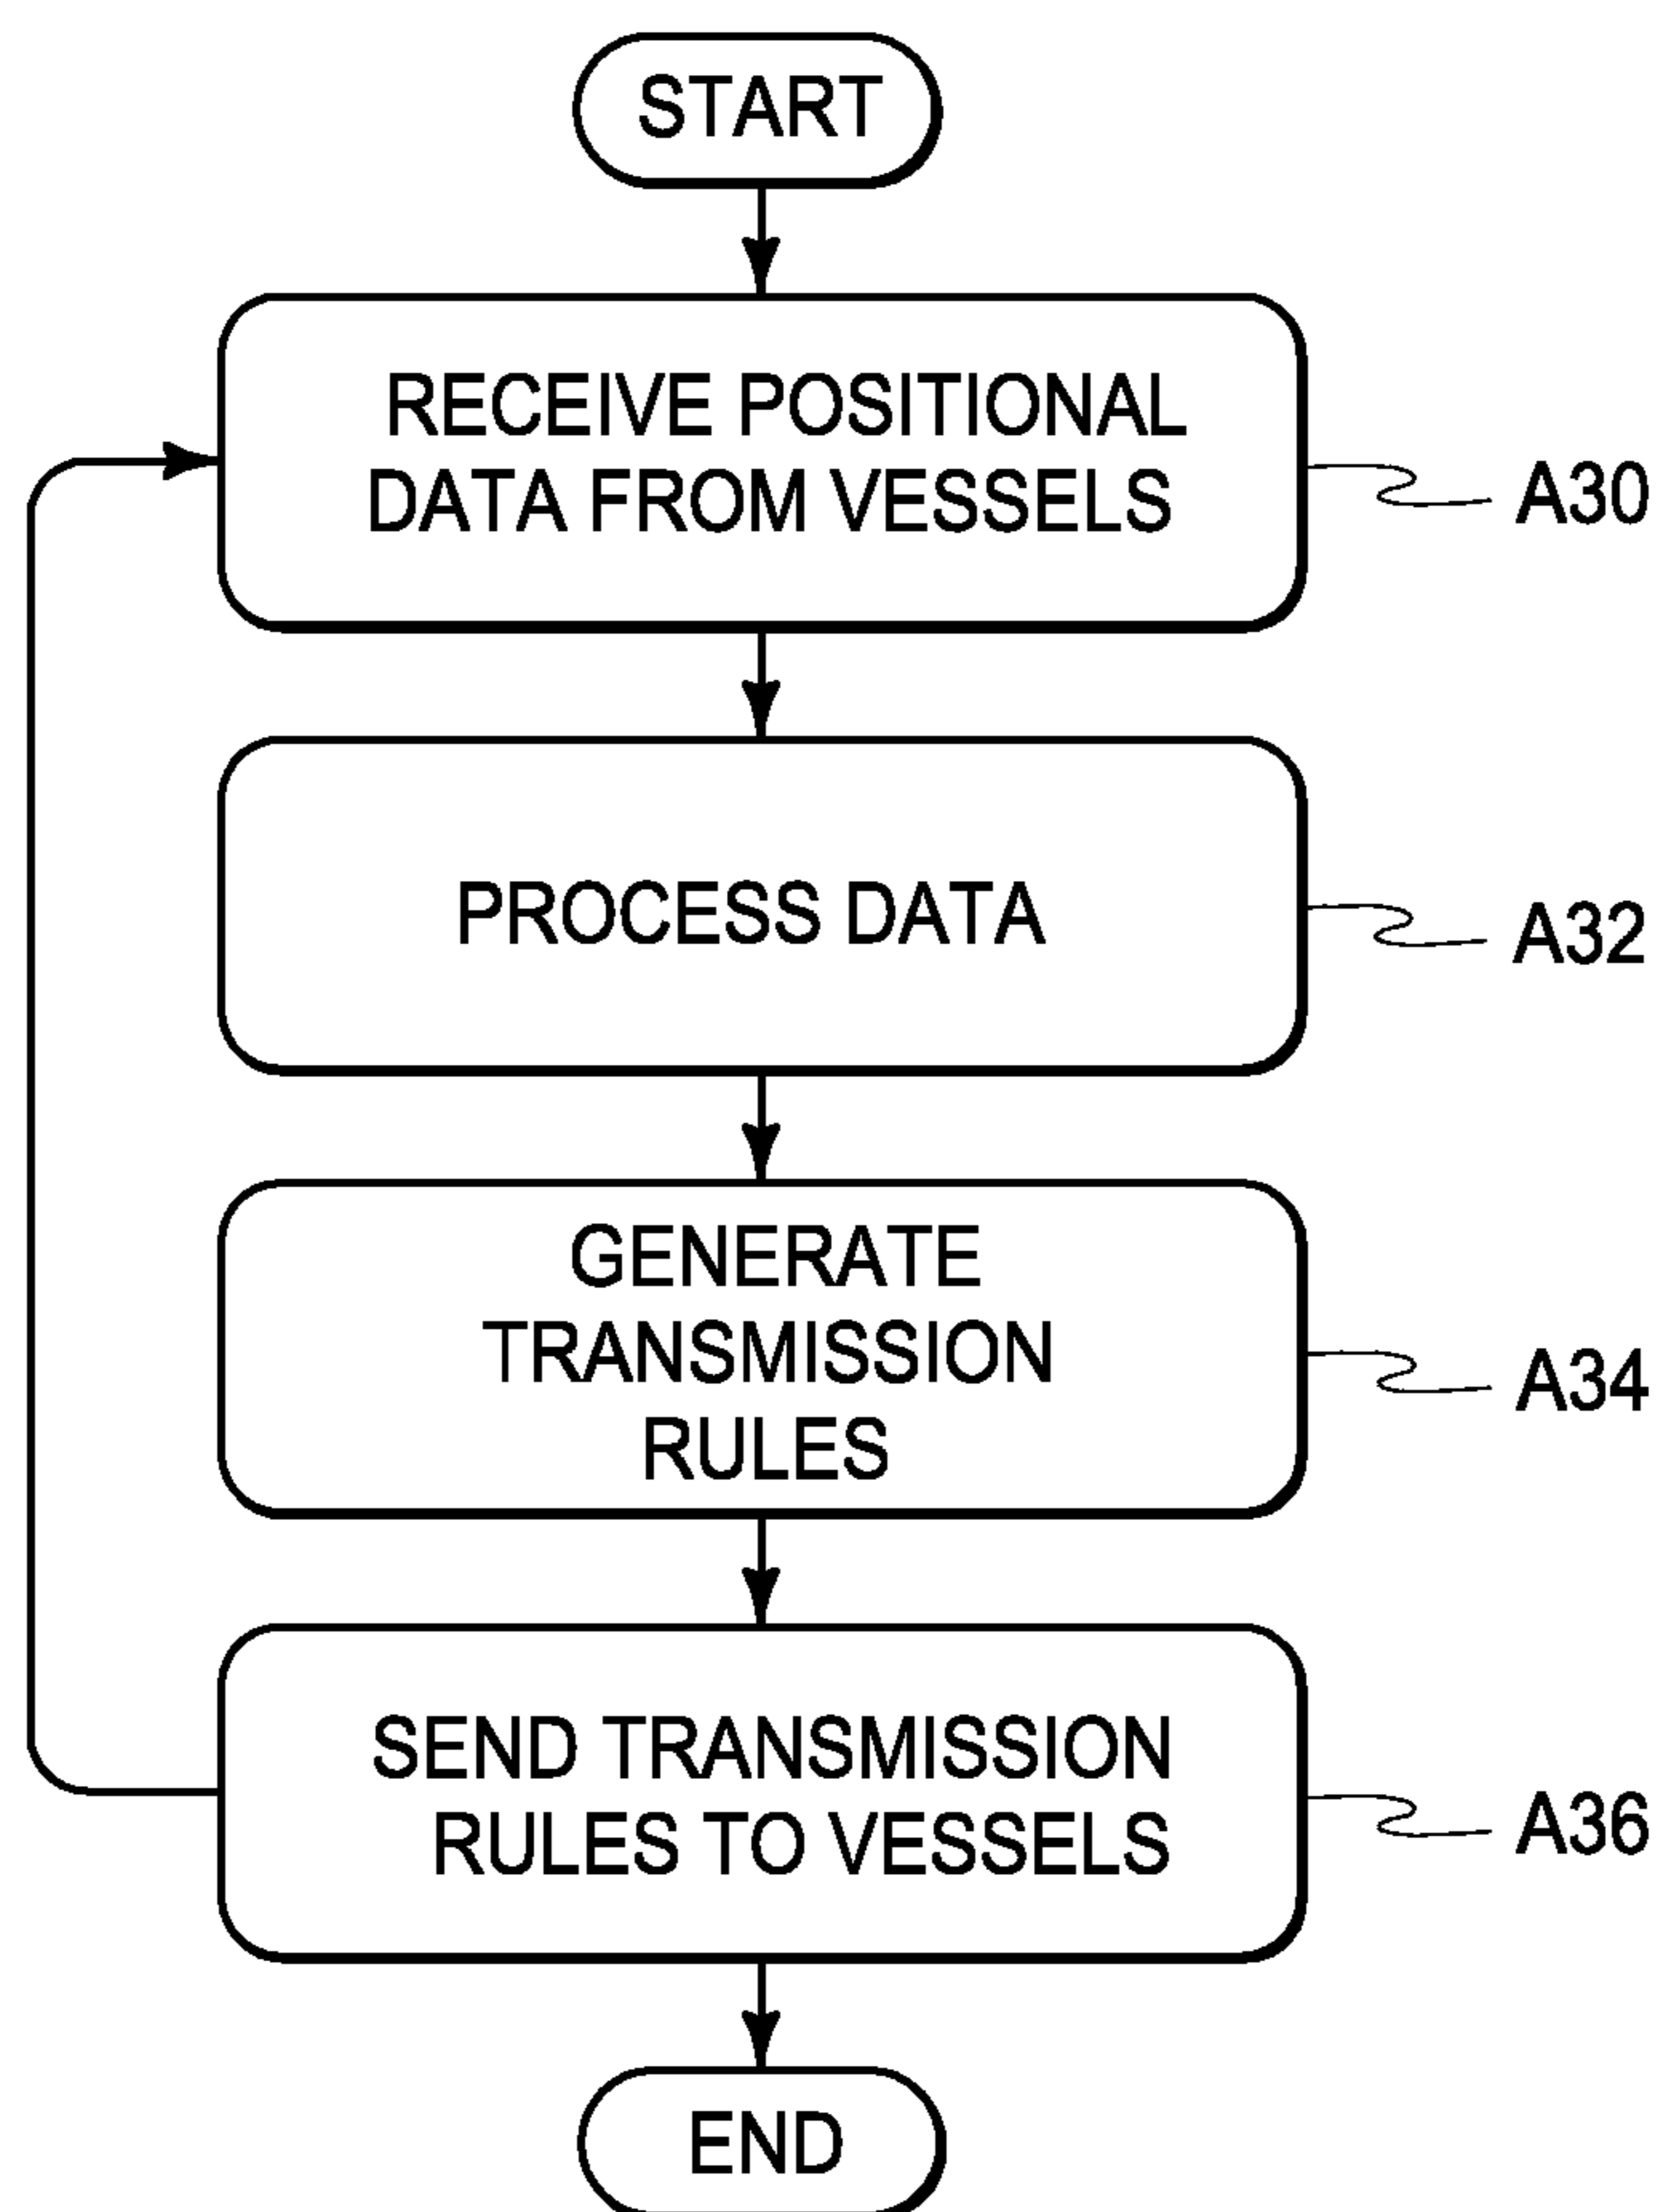 START
RECEIVE POSITIONAL
DATA FROM VESSELS
A30
PROCESS DATA
A32
GENERATE
TRANSMISSION
RULES
A34
SEND TRANSMISSION
RULES TO VESSELS
A36
END